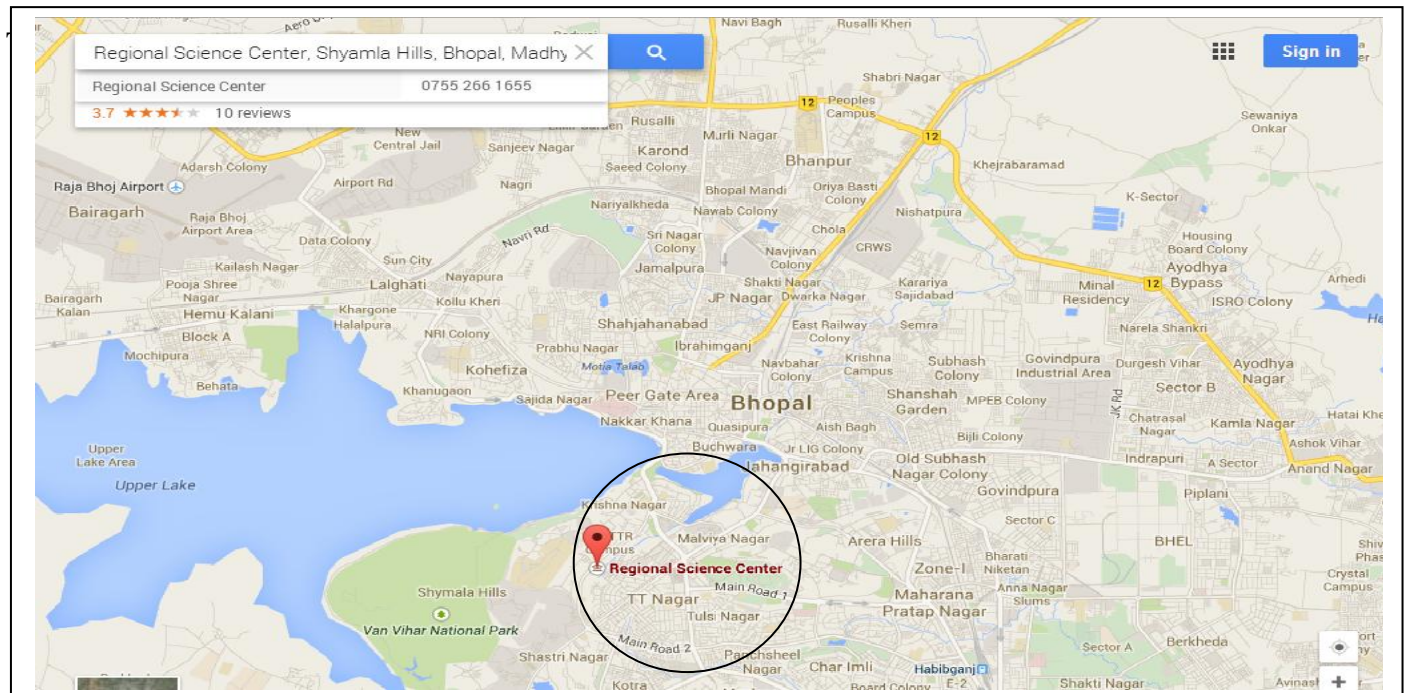 Navi Bagh
Rusalli Kheri
Regional Science Center, Shyamla Hills, Bhopal, Madhy
Sign in
Regional Science Center 0755 266 1655
3.7 10 reviews
Shabri Nagar
12 Peoples
Campus
Sewaniya
Onkar
New
Central Jail
Sanjeev Nagar
Rusalli
Karond
Saeed Colony
Murli Nagar
12
Bhanpur
Khejrabaramad
Adarsh Colony
Raja Bhoj Airport
Airport Rd
Nagri
Bhopal Mandi
Oriya Basti
Colony
K-Sector
Bairagarh
Raja Bhoj
Airport Area
Nariyalkheda
Nawab Colony
Nishatpura
Data Colony
Navri Rd
Sri Nagar
Colony
Chola
Navjivan
Colony
CRWS
Housing
Board Colony
Kailash Nagar
Sun City
Nayapura
Jamalpura
Ayodhya
12 Bypass
Pooja Shree
Nagar
Lalghati
Shakti Nagar
Karariya
Sajidabad
Minal
Residency
Arhedi
Bairagarh
Kalan
Hemu Kalani
Khargone
Halalpura
Kollu Kheri
JP Nagar
Dwarka Nagar
ISRO Colony
Block A
NRI Colony
Shahjahanabad
East Railway
Colony
Semra
Narela Shankri
Mochipura
Prabhu Nagar
Ibrahimganj
Behata
Kohefiza
Motia Talab
Navbahar
Colony
Krishna
Campus
Subhash
Colony
Govindpura
Industrial Area
Durgesh Vihar
Ayodhya
Nagar
Khanugaon
Sajida Nagar
Peer Gate Area
Bhopal
Shanshah
Garden
MPEB Colony
JK Rd
Sector B
Nakkar Khana
Quasipura
Aish Bagh
Chatrasal
Nagar
Kamla Nagar
Hatai Khe
Upper
Lake Area
Buchwara
Jr LIG Colony
Bijli Colony
Ashok Vihar
Jahangirabad
Old Subhash
Nagar Colony
Indrapuri
A Sector
Anand Nagar
Upper Lake
Govindpura
Piplani
Krishna Nagar
Sector C
TTR
Campus
Malviya Nagar
Arera Hills
BHEL
Regional Science Center
Zone-I
Bharati
Niketan
Crystal
Campus
Shymala Hills
Main Road 1
TT Nagar
Maharana
Pratap Nagar
Anna Nagar
Slums
Tulsi Nagar
Van Vihar National Park
Main Road 2
Sector A
Berkheda
Shastri Nagar
Panchsheel
Nagar
Char Imli
Habibganj
Kotra
Board Colony
E-2
Shakti Nagar